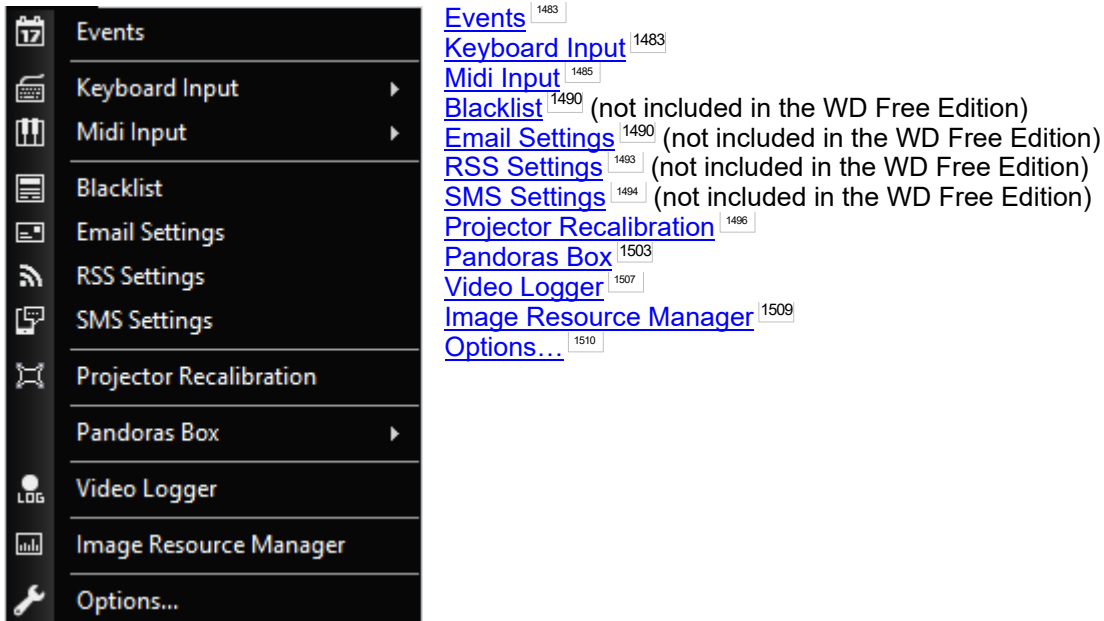 17
Events
Keyboard Input
Midi Input
Blacklist
Email Settings
RSS Settings
SMS Settings
Projector Recalibration
Pandoras Box
LOG
Video Logger
Image Resource Manager
Options...
Events 1483
Keyboard Input 1483
Midi Input 1485
Blacklist 1490 (not included in the WD Free Edition)
Email Settings 1490 (not included in the WD Free Edition)
RSS Settings 1493 (not included in the WD Free Edition)
SMS Settings 1494 (not included in the WD Free Edition)
Projector Recalibration 1496
Pandoras Box 1503
Video Logger 1507
Image Resource Manager 1509
Options… 1510